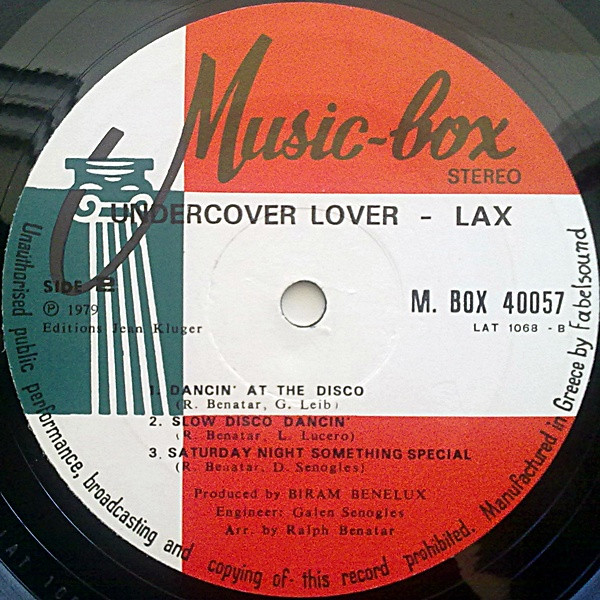 Music-box
STEREO
UNDERCOVER LOVER - LAX
SIDE 2
Ⓟ 1979
Editions Jean Kluger
M. BOX 40057
LAT 1068 - B
1. DANCIN' AT THE DISCO
(R. Benatar, G. Leib)
2. SLOW DISCO DANCIN'
(R. Benatar, L. Lucero)
3. SATURDAY NIGHT SOMETHING SPECIAL
(R. Benatar, D. Senogles)
Produced by BIRAM BENELUX
Engineer: Galen Senogles
Arr. by Ralph Benatar
Unauthorised public performance, broadcasting and copying of this record prohibited. Manufactured in Greece by Fabelsound